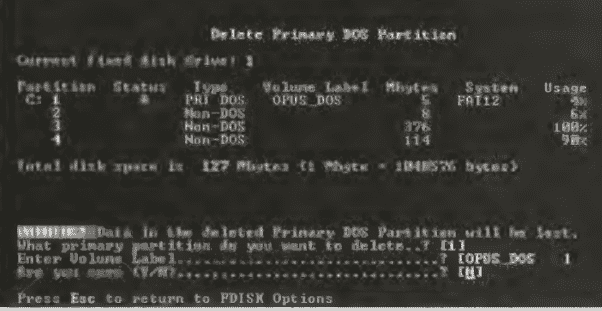 Delete Primary DOS Partition
Current fixed disk drive: 1
Partition Status Type Volume Label Mbytes System Usage
C: 1 A PRI DOS OPUS_DOS 5 FAT12 4%
2 Non-DOS 8 6%
3 Non-DOS 376 100%
4 Non-DOS 114 90%
Total disk space is 127 Mbytes (1 Mbyte = 1048576 bytes)
WARNING! Data in the deleted Primary DOS Partition will be lost.
What primary partition do you want to delete..? [1]
Enter Volume Label.................................? [OPUS_DOS ]
Are you sure (Y/N).................................? [N]
Press Esc to return to FDISK Options